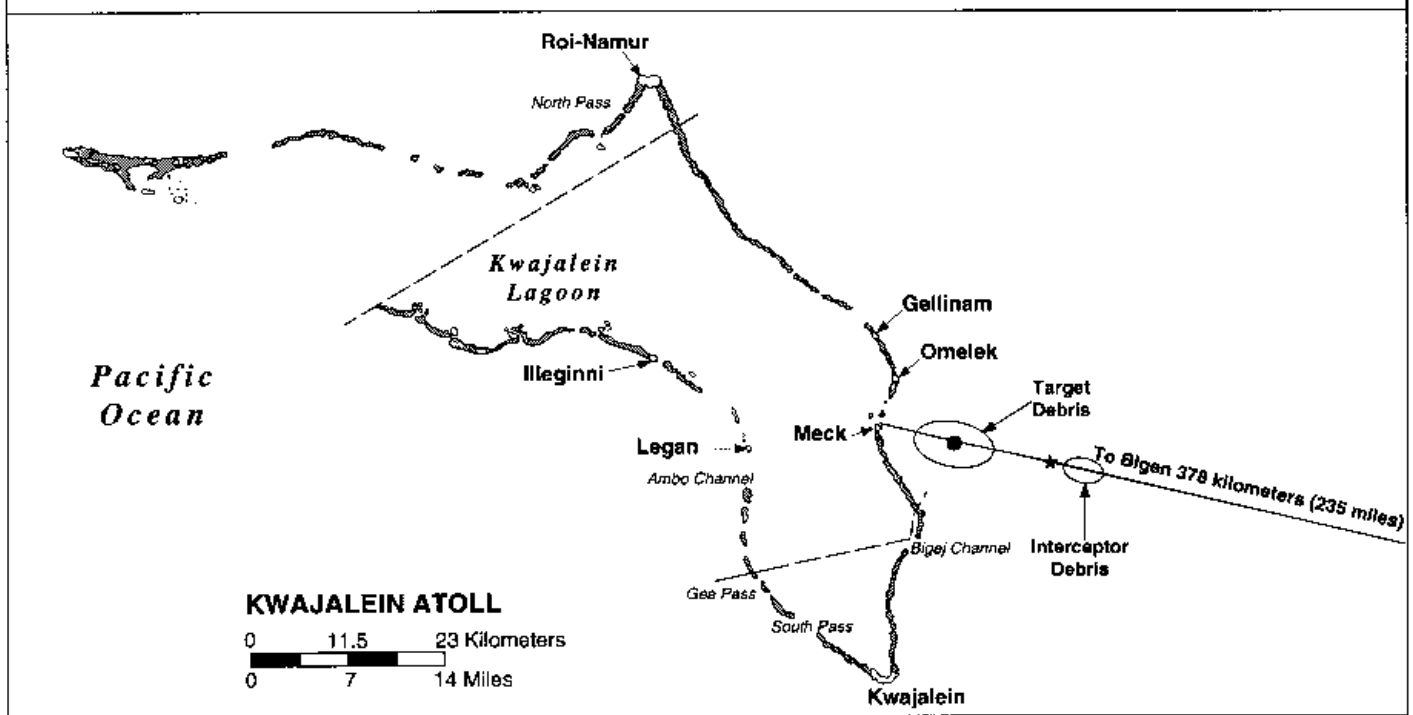 Roi-Namur
North Pass
Kwajalein
Lagoon
Gellinam
Omelek
Pacific
Ocean
Illeginni
Target
Debris
Meck
Legan
To Bigen 378 kilometers (235 miles)
Ambo Channel
Bigej Channel
Interceptor
Debris
Gea Pass
South Pass
KWAJALEIN ATOLL
0 11.5 23 Kilometers
0 7 14 Miles
Kwajalein